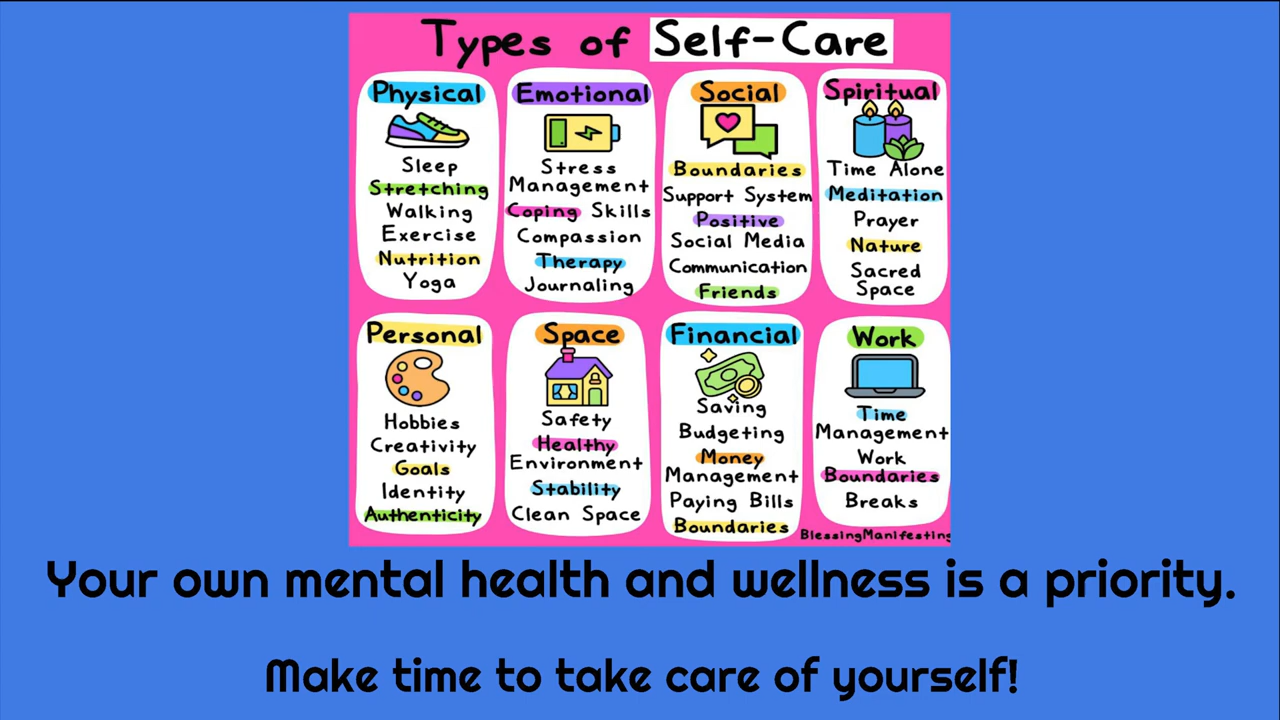 Types of Self-Care
Physical
Sleep
Stretching
Walking
Exercise
Nutrition
Yoga
Emotional
Stress
Management
Coping Skills
Compassion
Therapy
Journaling
Social
Boundaries
Support System
Positive
Social Media
Communication
Friends
Spiritual
Time Alone
Meditation
Prayer
Nature
Sacred
Space
Personal
Hobbies
Creativity
Goals
Identity
Authenticity
Space
Safety
Healthy
Environment
Stability
Clean Space
Financial
Saving
Budgeting
Money
Management
Paying Bills
Boundaries
Work
Time
Management
Work
Boundaries
Breaks
BlessingManifesting
Your own mental health and wellness is a priority.
Make time to take care of yourself!